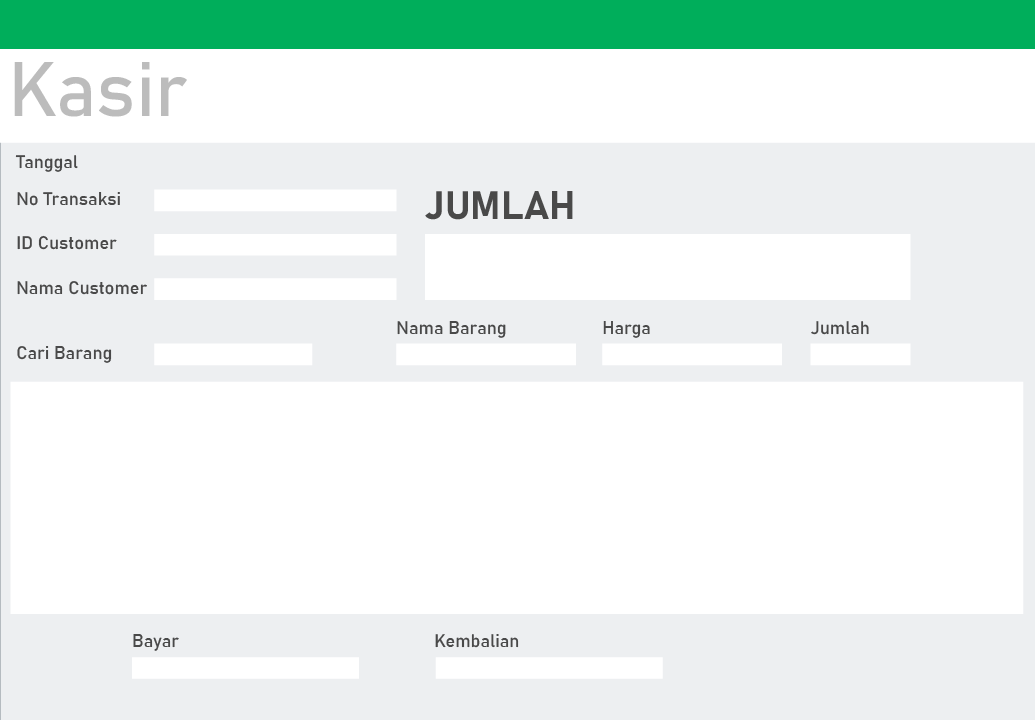 Kasir
Tanggal
No Transaksi
JUMLAH
ID Customer
Nama Customer
Nama Barang
Harga
Jumlah
Cari Barang
Bayar
Kembalian